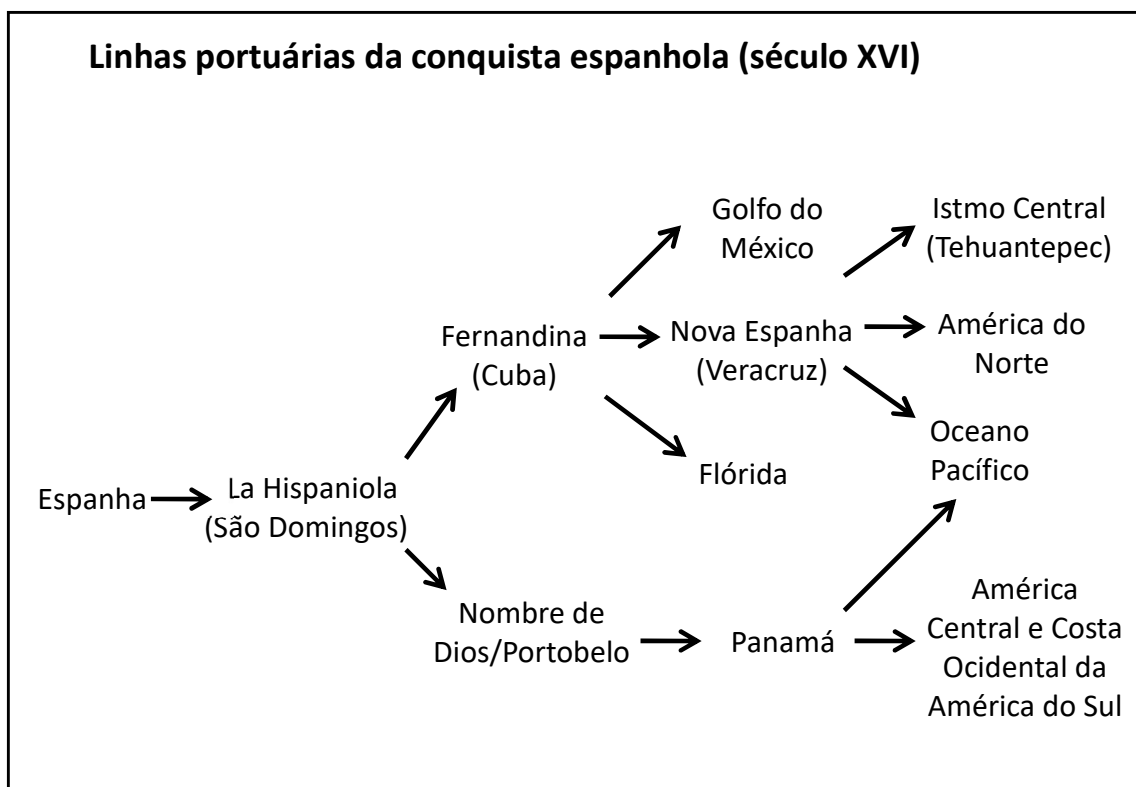 Linhas portuárias da conquista espanhola (século XVI)
Golfo do
México
Istmo Central
(Tehuantepec)
Fernandina
(Cuba)
Nova Espanha
(Veracruz)
América do
Norte
Oceano
Pacífico
Flórida
Espanha
La Hispaniola
(São Domingos)
Nombre de
Dios/Portobelo
Panamá
América
Central e Costa
Ocidental da
América do Sul